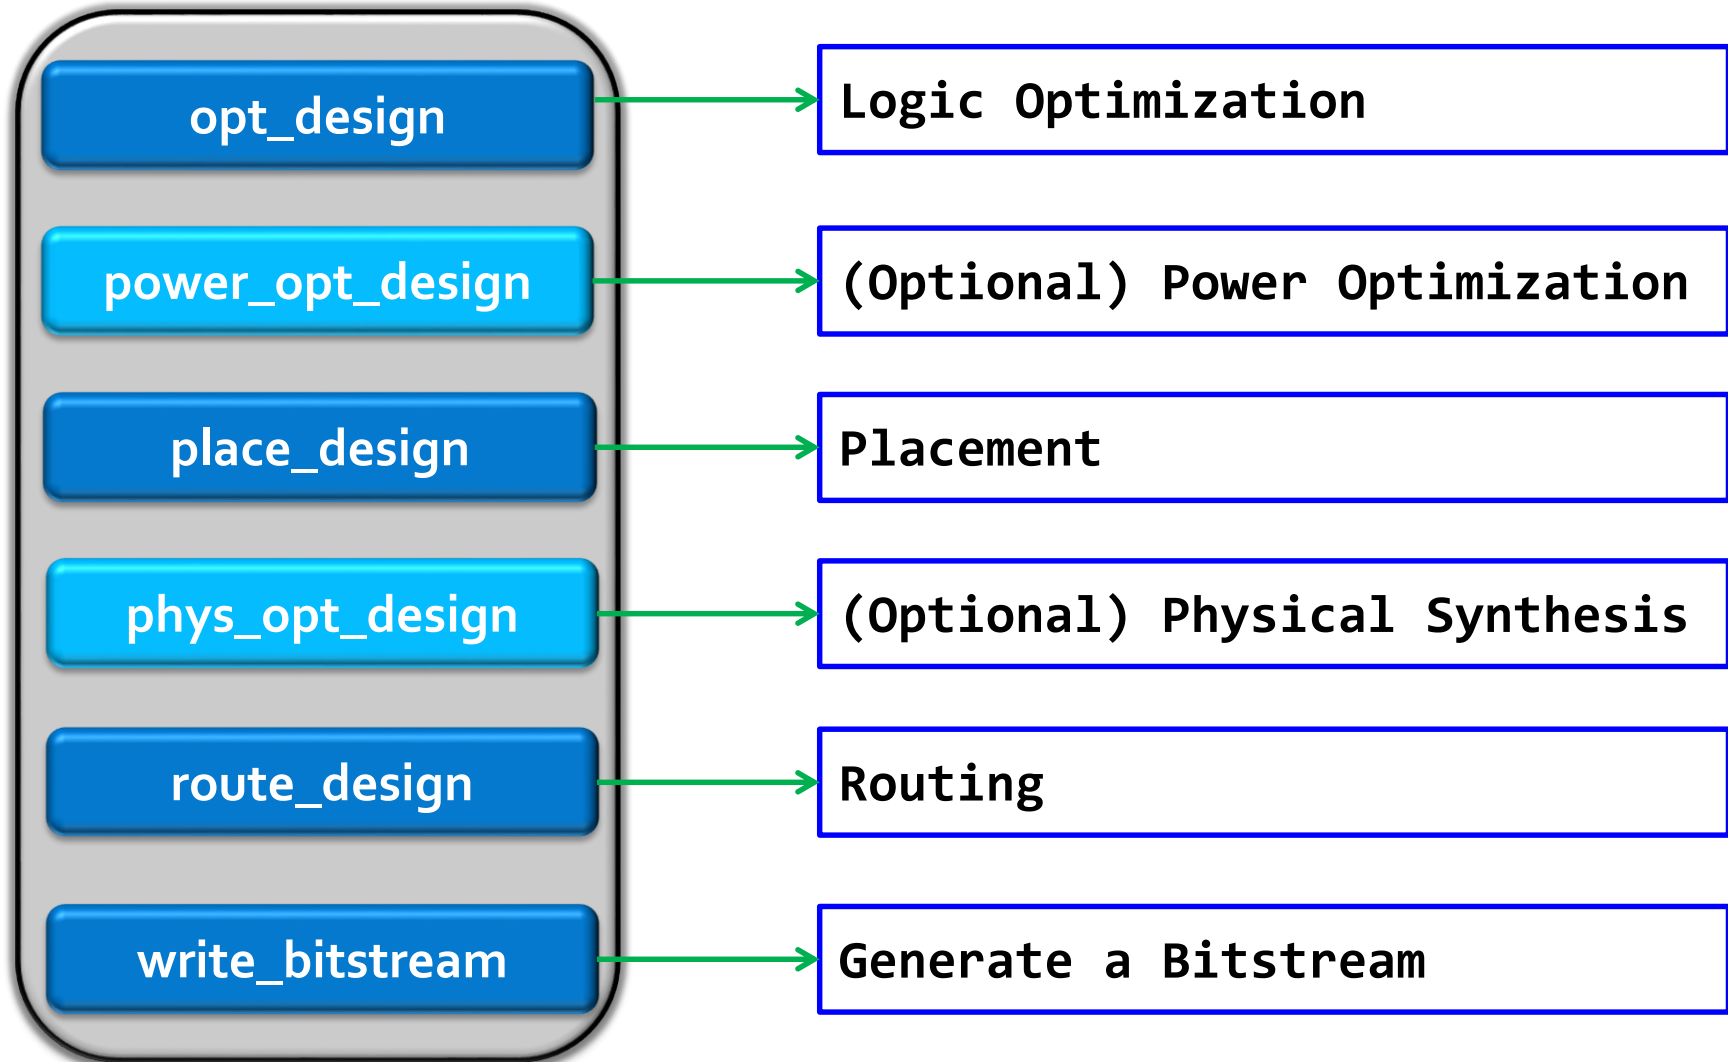 opt_design
Logic Optimization
power_opt_design
(Optional) Power Optimization
place_design
Placement
phys_opt_design
(Optional) Physical Synthesis
route_design
Routing
write_bitstream
Generate a Bitstream